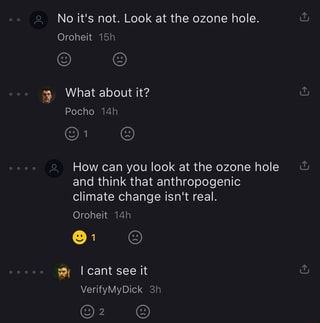 No it's not. Look at the ozone hole.
Oroheit 15h
What about it?
Pocho 14h
1
How can you look at the ozone hole
and think that anthropogenic
climate change isn't real.
Oroheit 14h
1
I cant see it
VerifyMyDick 3h
2